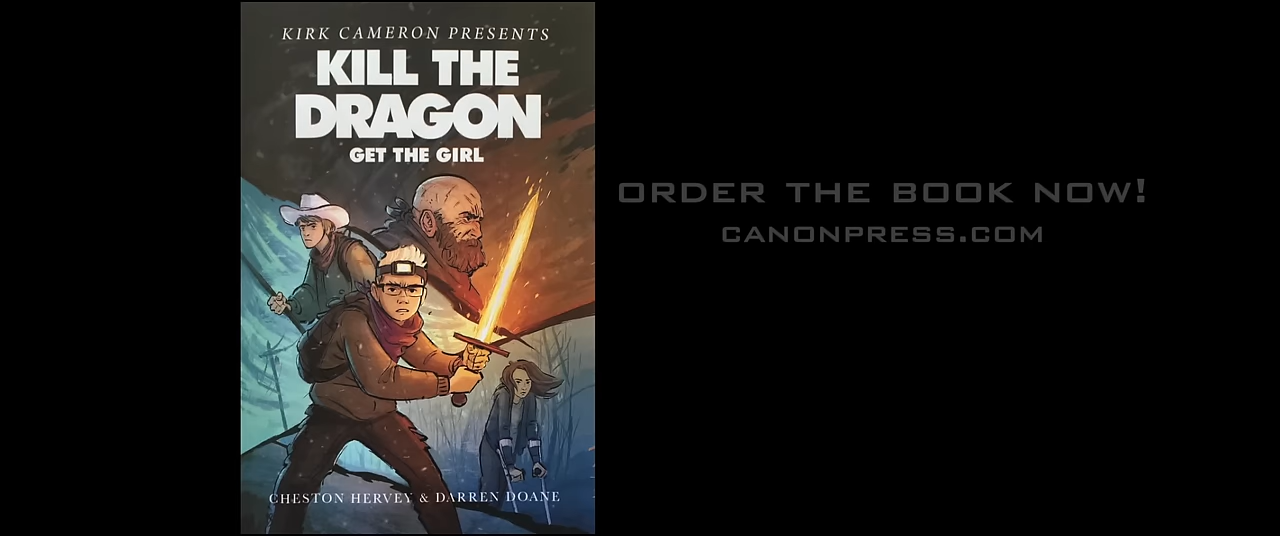 KIRK CAMERON PRESENTS
KILL THE
DRAGON
GET THE GIRL
CHESTON HERVEY & DARREN DOANE
ORDER THE BOOK NOW!
CANONPRESS.COM